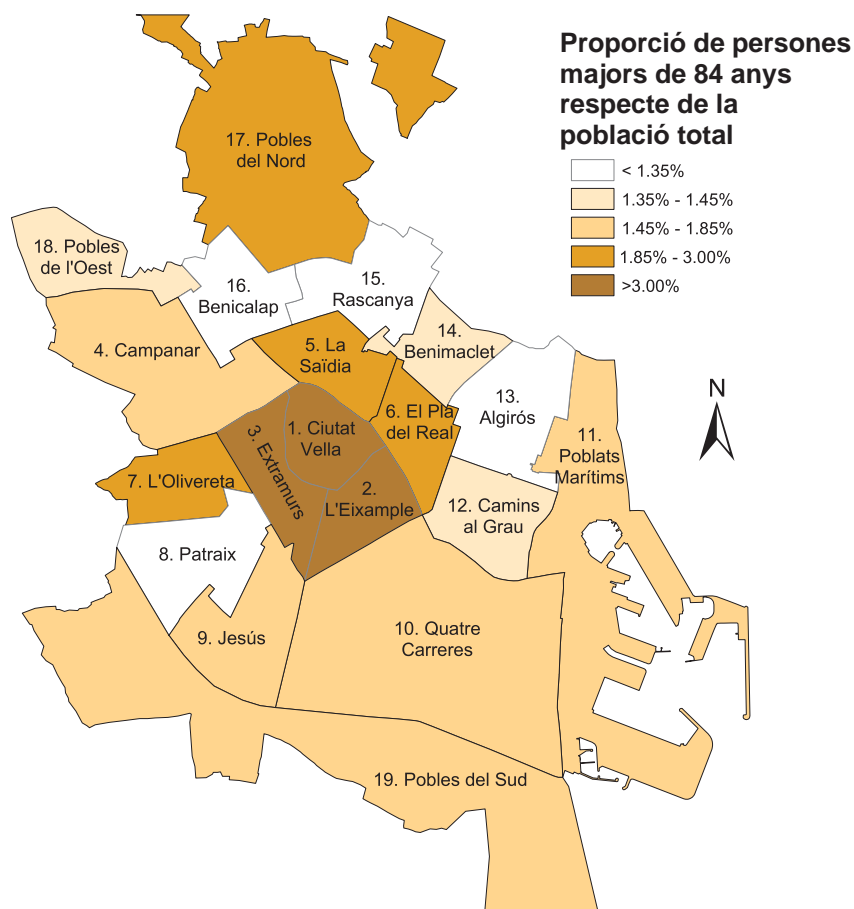 Proporció de persones
majors de 84 anys
respecte de la
població total
< 1.35%
1.35% - 1.45%
1.45% - 1.85%
1.85% - 3.00%
>3.00%
N
17. Pobles
del Nord
18. Pobles
de l'Oest
16.
Benicalap
15.
Rascanya
14.
Benimaclet
4. Campanar
5. La
Saïdia
13.
Algirós
6. El Pla
del Real
1. Ciutat
Vella
3. Extramurs
11.
Poblats
Marítims
7. L'Olivereta
2.
L'Eixample
12. Camins
al Grau
8. Patraix
9. Jesús
10. Quatre
Carreres
19. Pobles del Sud